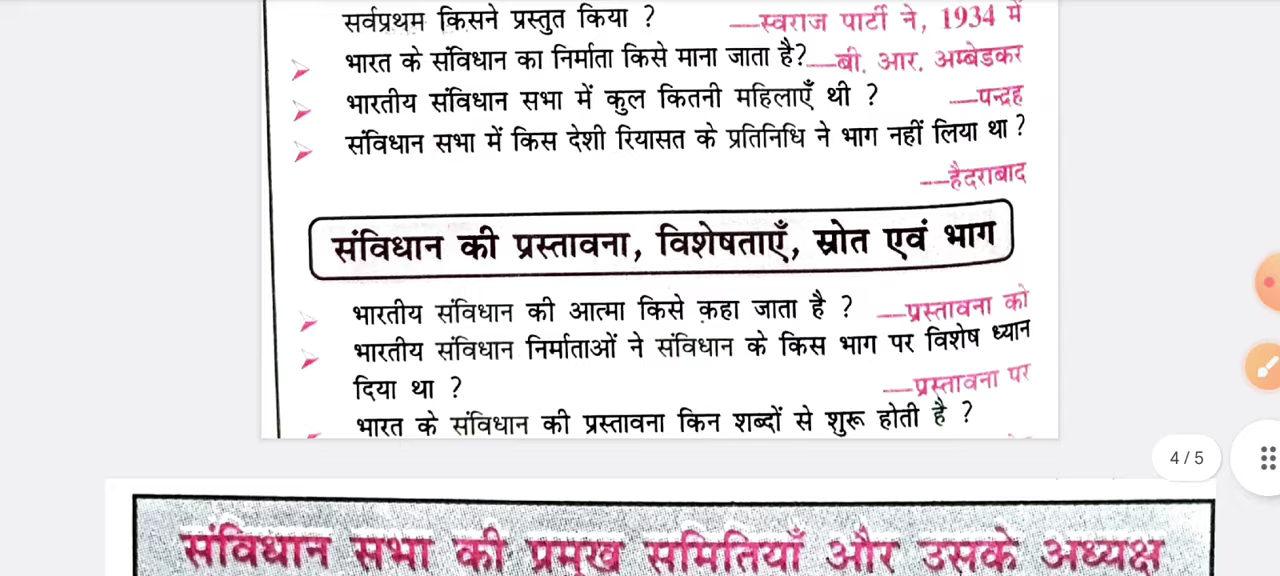 सर्वप्रथम किसने प्रस्तुत किया ? —स्वराज पार्टी ने, 1934 में
भारत के संविधान का निर्माता किसे माना जाता है?—बी. आर. अम्बेडकर
भारतीय संविधान सभा में कुल कितनी महिलाएँ थी ? —पन्द्रह
संविधान सभा में किस देशी रियासत के प्रतिनिधि ने भाग नहीं लिया था ?
—हैदराबाद
संविधान की प्रस्तावना, विशेषताएँ, स्रोत एवं भाग
भारतीय संविधान की आत्मा किसे कहा जाता है ? —प्रस्तावना को
भारतीय संविधान निर्माताओं ने संविधान के किस भाग पर विशेष ध्यान
दिया था ? —प्रस्तावना पर
भारत के संविधान की प्रस्तावना किन शब्दों से शुरू होती है ?
4 / 5
संविधान सभा की प्रमुख समितियाँ और उसके अध्यक्ष